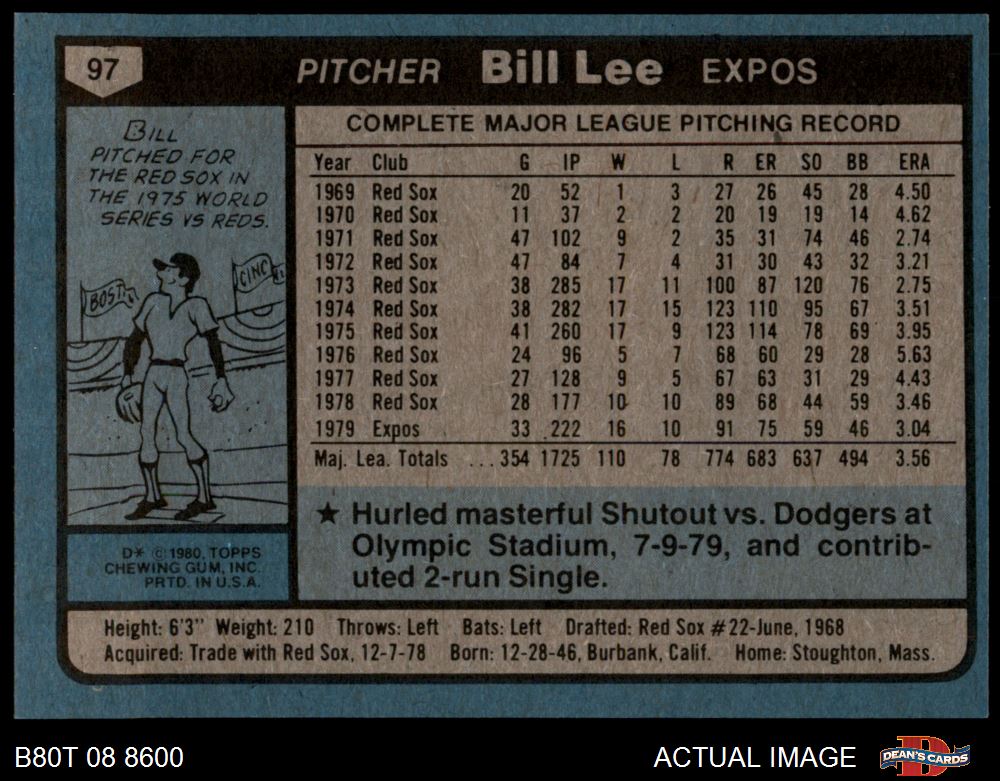 97
PITCHER Bill Lee EXPOS
BILL
PITCHED FOR
THE RED SOX IN
THE 1975 WORLD
SERIES VS REDS.
BOST.
CINC.
D* © 1980, TOPPS
CHEWING GUM, INC.
PRTD. IN U.S.A.
COMPLETE MAJOR LEAGUE PITCHING RECORD
Year Club G IP W L R ER SO BB ERA
1969 Red Sox 20 52 1 3 27 26 45 28 4.50
1970 Red Sox 11 37 2 2 20 19 19 14 4.62
1971 Red Sox 47 102 9 2 35 31 74 46 2.74
1972 Red Sox 47 84 7 4 31 30 43 32 3.21
1973 Red Sox 38 285 17 11 100 87 120 76 2.75
1974 Red Sox 38 282 17 15 123 110 95 67 3.51
1975 Red Sox 41 260 17 9 123 114 78 69 3.95
1976 Red Sox 24 96 5 7 68 60 29 28 5.63
1977 Red Sox 27 128 9 5 67 63 31 29 4.43
1978 Red Sox 28 177 10 10 89 68 44 59 3.46
1979 Expos 33 222 16 10 91 75 59 46 3.04
Maj. Lea. Totals ... 354 1725 110 78 774 683 637 494 3.56
★ Hurled masterful Shutout vs. Dodgers at
Olympic Stadium, 7-9-79, and contrib-
uted 2-run Single.
Height: 6'3" Weight: 210 Throws: Left Bats: Left Drafted: Red Sox #22-June, 1968
Acquired: Trade with Red Sox, 12-7-78 Born: 12-28-46, Burbank, Calif. Home: Stoughton, Mass.
B80T 08 8600
ACTUAL IMAGE
DEAN'S CARDS